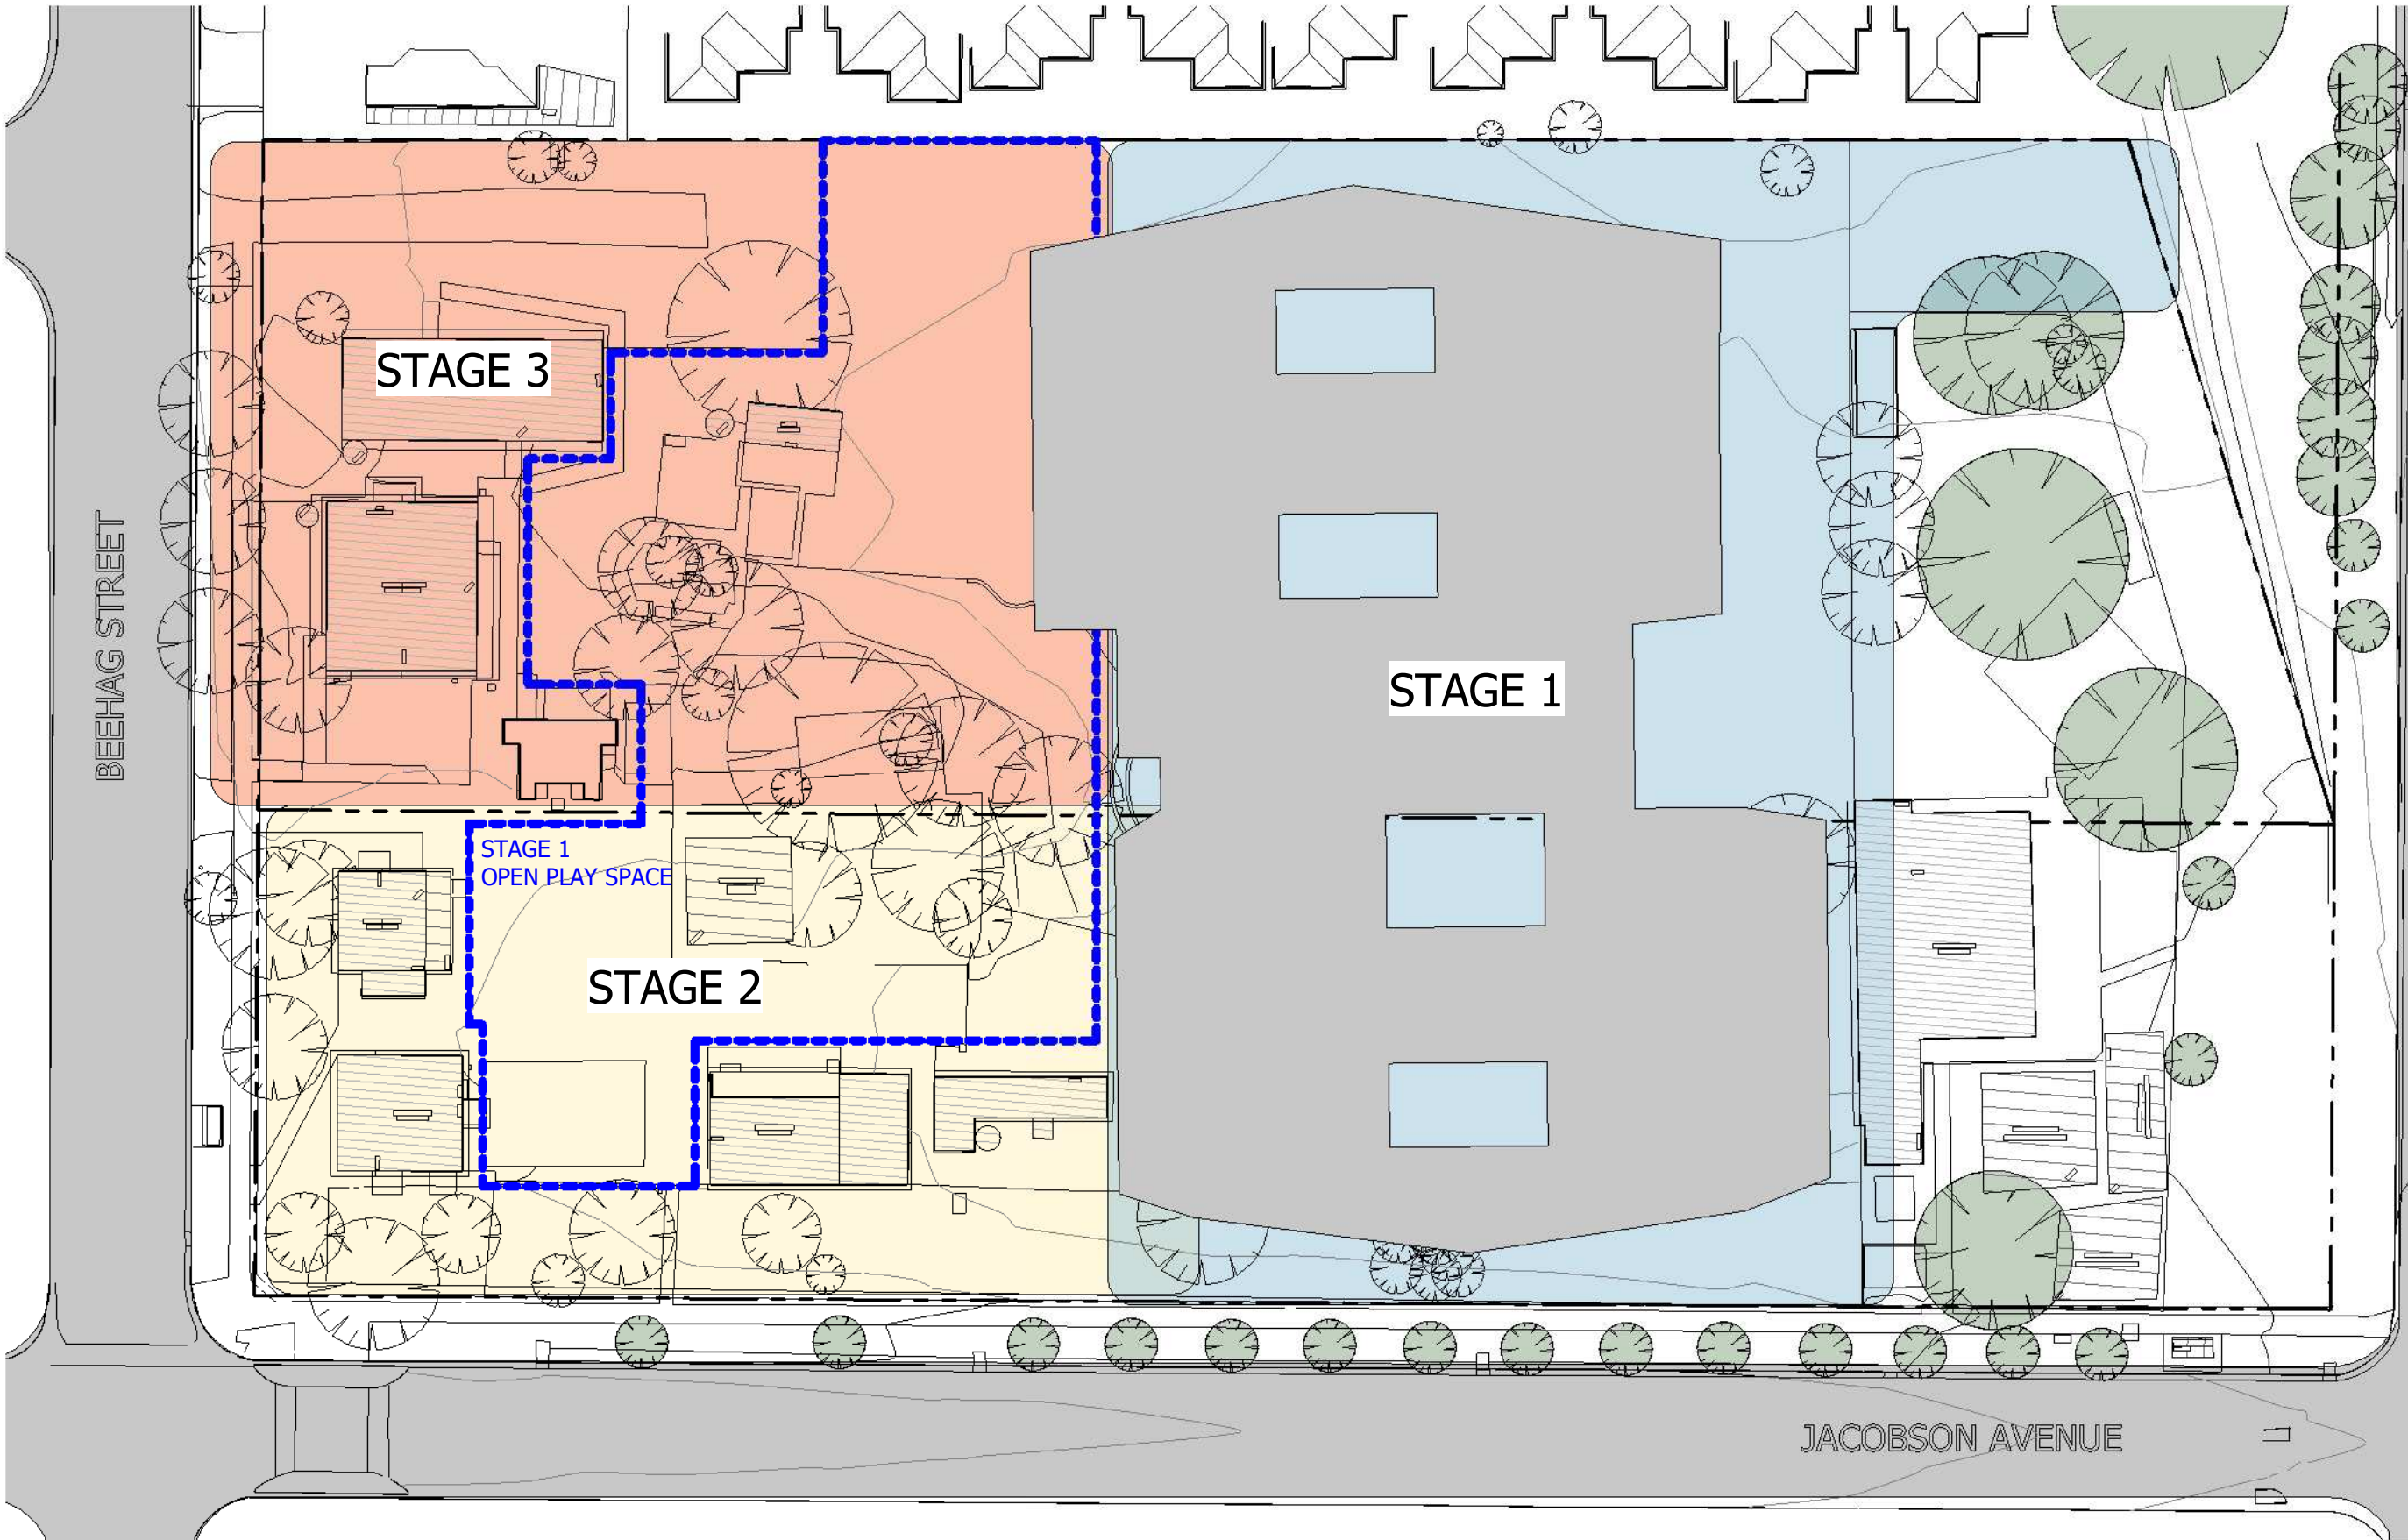 STAGE 3
BEEHAG STREET
STAGE 1
STAGE 1
OPEN PLAY SPACE
STAGE 2
JACOBSON AVENUE